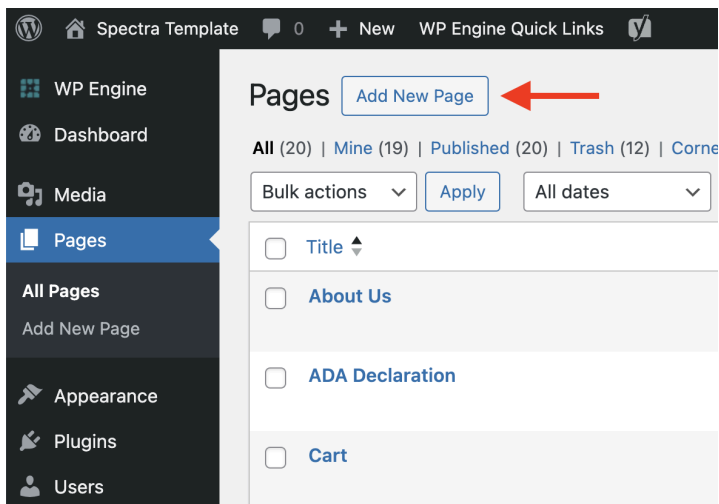 Spectra Template 0 New WP Engine Quick Links
WP Engine
Dashboard
Media
Pages
All Pages
Add New Page
Appearance
Plugins
Users
Pages Add New Page
All (20) | Mine (19) | Published (20) | Trash (12) | Corne
Bulk actions Apply All dates
Title
About Us
ADA Declaration
Cart